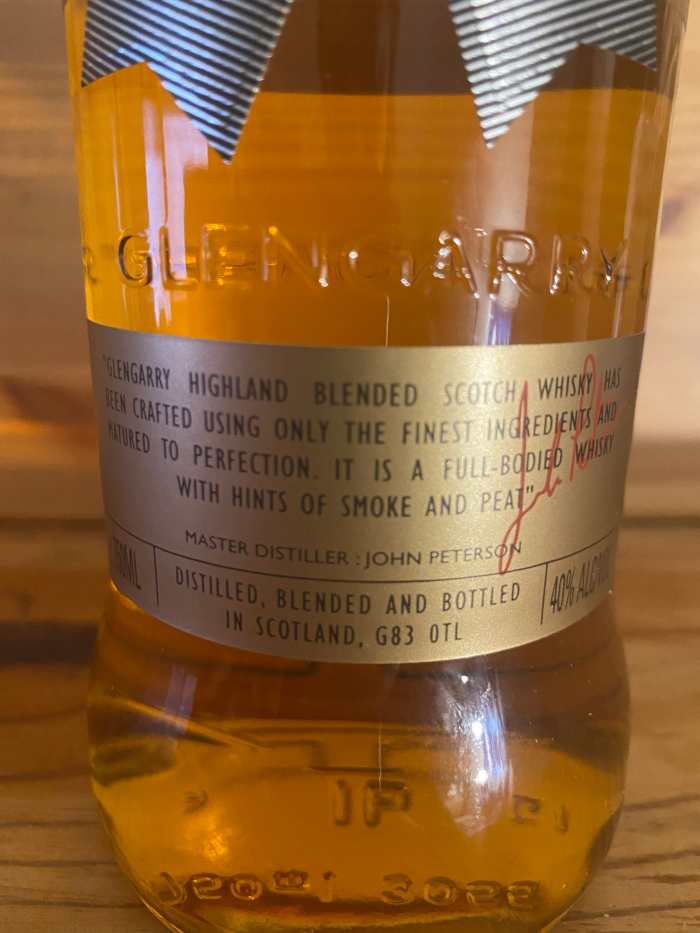 GLENGARRY
"GLENGARRY HIGHLAND BLENDED SCOTCH WHISKY HAS
BEEN CRAFTED USING ONLY THE FINEST INGREDIENTS AND
MATURED TO PERFECTION. IT IS A FULL-BODIED WHISKY
WITH HINTS OF SMOKE AND PEAT"
MASTER DISTILLER : JOHN PETERSON
750ML
DISTILLED, BLENDED AND BOTTLED
IN SCOTLAND, G83 0TL
40%